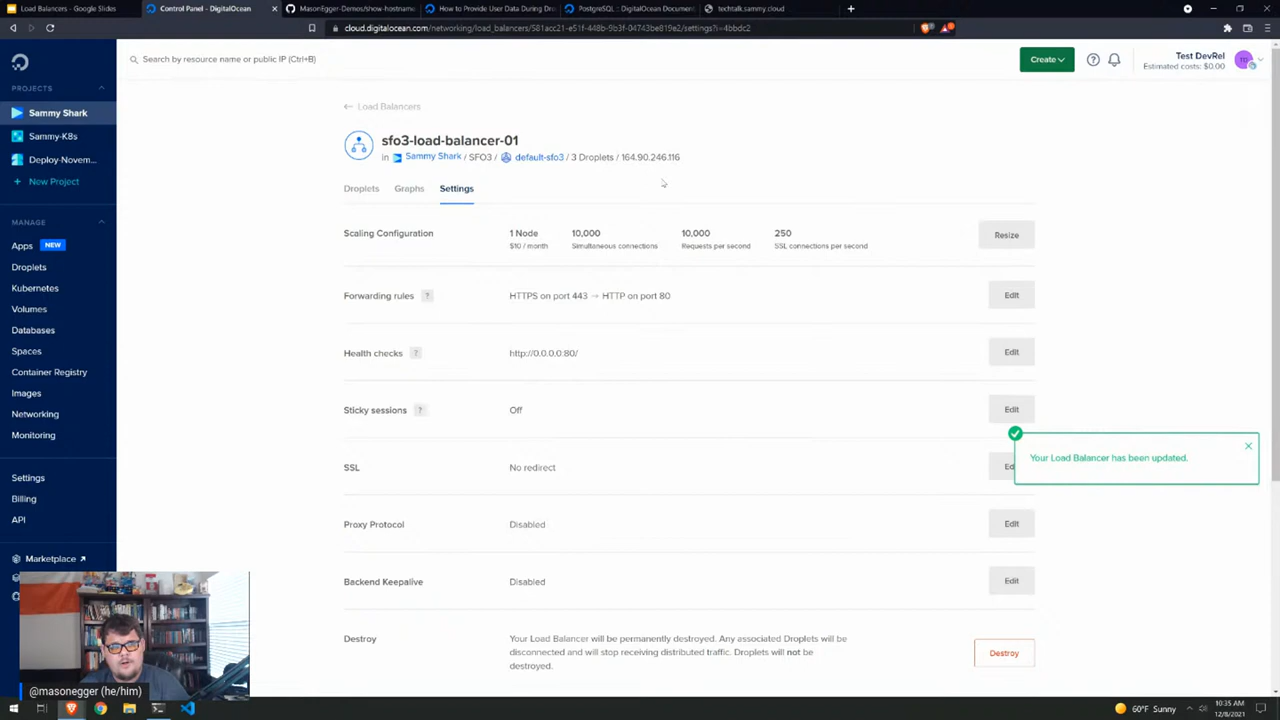 Load Balancers - Google Slides
Control Panel - DigitalOcean
MasonEgger-Demos/show-hostname
How to Provide User Data During Dro
PostgreSQL :: DigitalOcean Document
techtalk.sammy.cloud
cloud.digitalocean.com/networking/load_balancers/581acc21-e51f-448b-9b3f-04743be819e2/settings?i=4bbdc2
Search by resource name or public IP (Ctrl+B)
Create
Test DevRel
Estimated costs: $0.00
PROJECTS
Sammy Shark
Sammy-K8s
Deploy-Novem...
+ New Project
MANAGE
Apps NEW
Droplets
Kubernetes
Volumes
Databases
Spaces
Container Registry
Images
Networking
Monitoring
Settings
Billing
API
Marketplace ↗
← Load Balancers
sfo3-load-balancer-01
in Sammy Shark / SFO3 / default-sfo3 / 3 Droplets / 164.90.246.116
Droplets Graphs Settings
Scaling Configuration
1 Node
$10 / month
10,000
Simultaneous connections
10,000
Requests per second
250
SSL connections per second
Resize
Forwarding rules ?
HTTPS on port 443 → HTTP on port 80
Edit
Health checks ?
http://0.0.0.0:80/
Edit
Sticky sessions ?
Off
Edit
SSL
No redirect
Ed
Your Load Balancer has been updated.
Proxy Protocol
Disabled
Edit
Backend Keepalive
Disabled
Edit
Destroy
Your Load Balancer will be permanently destroyed. Any associated Droplets will be
disconnected and will stop receiving distributed traffic. Droplets will not be
destroyed.
Destroy
@masonegger (he/him)
60°F Sunny
10:35 AM
12/8/2021